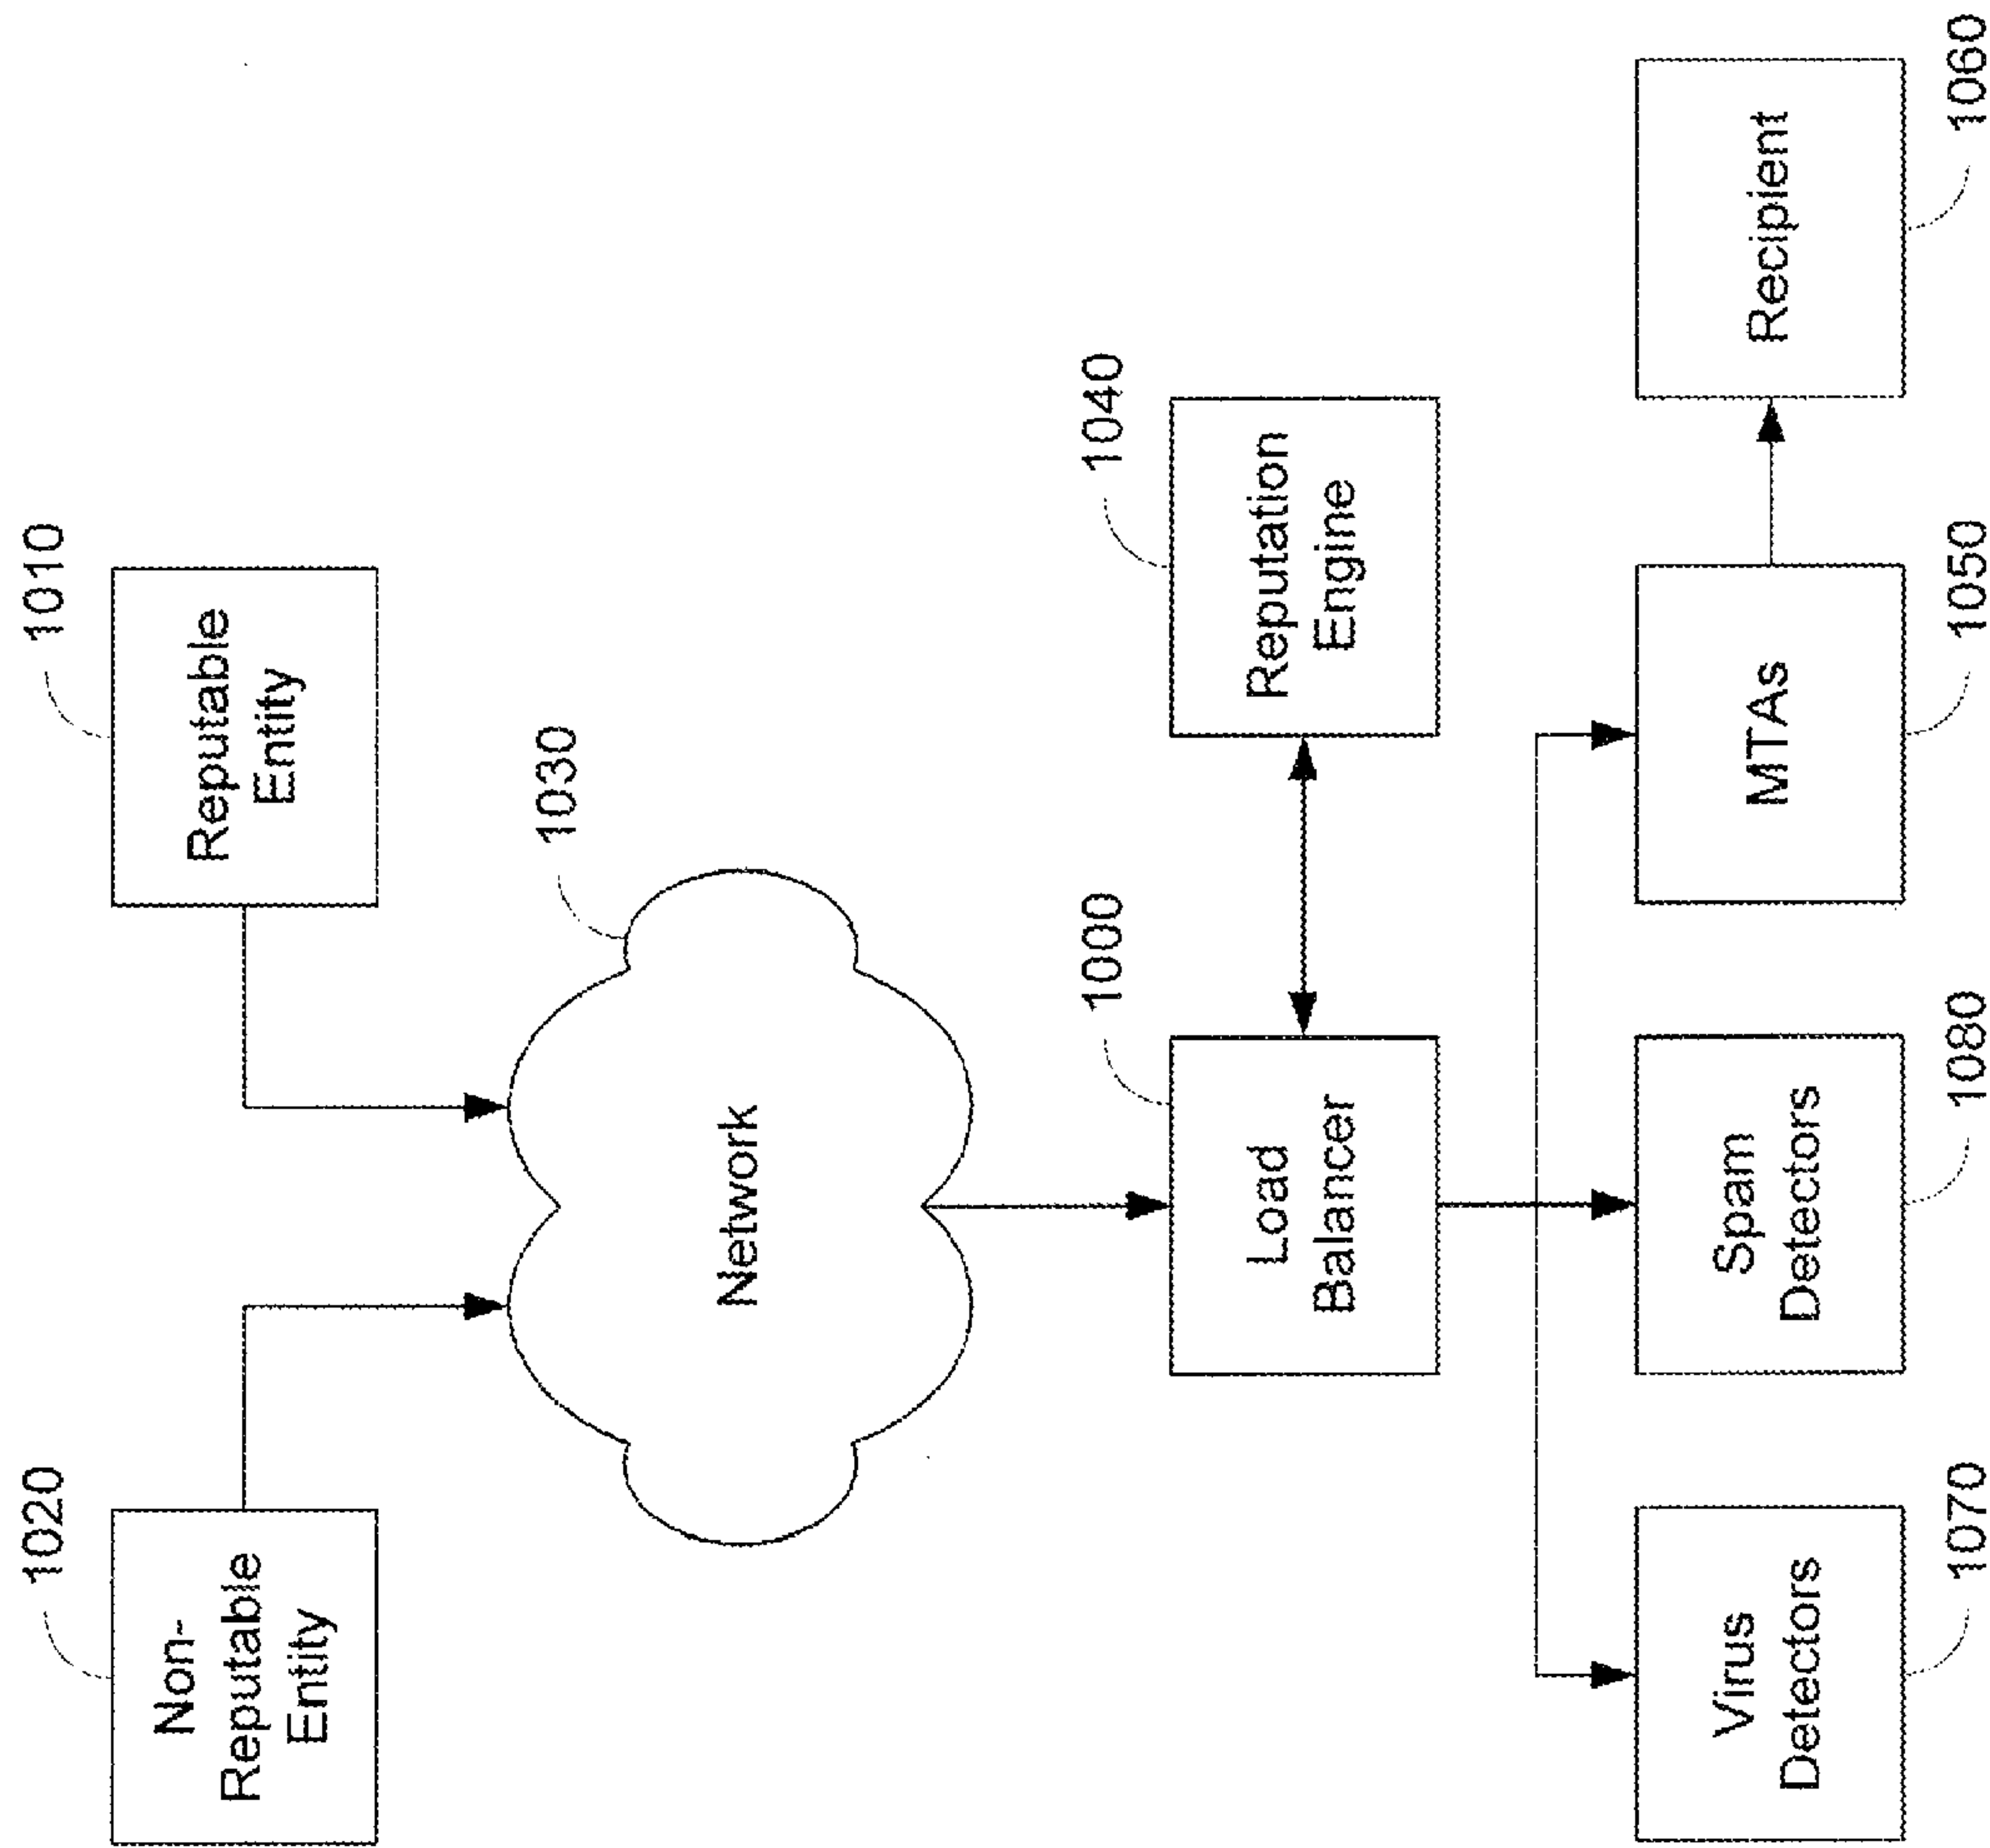 1020
Non-
Reputable
Entity
1010
Reputable
Entity
1030
Network
1000
Load
Balancer
1040
Reputation
Engine
Virus
Detectors
1070
Spam
Detectors
1080
MTAs
1050
Recipient
1060